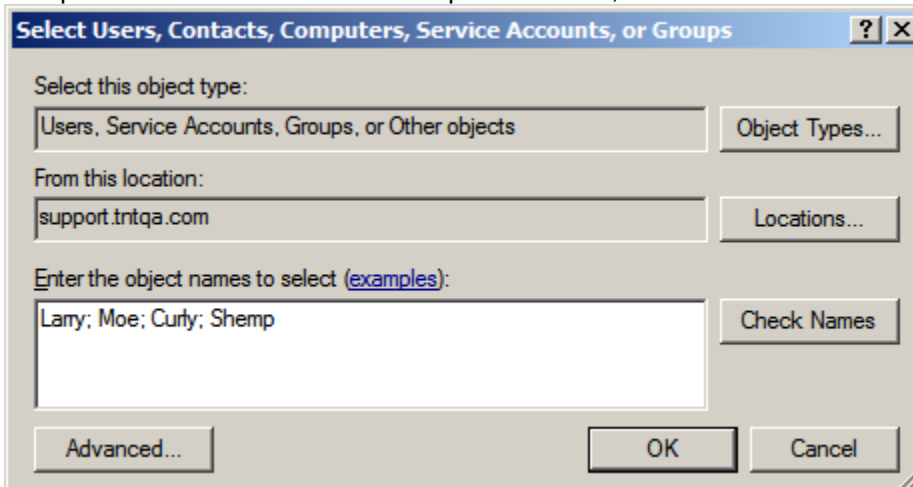 Select Users, Contacts, Computers, Service Accounts, or Groups
Select this object type:
Users, Service Accounts, Groups, or Other objects
Object Types...
From this location:
support.tntqa.com
Locations...
Enter the object names to select (examples):
Larry; Moe; Curly; Shemp
Check Names
Advanced...
OK
Cancel